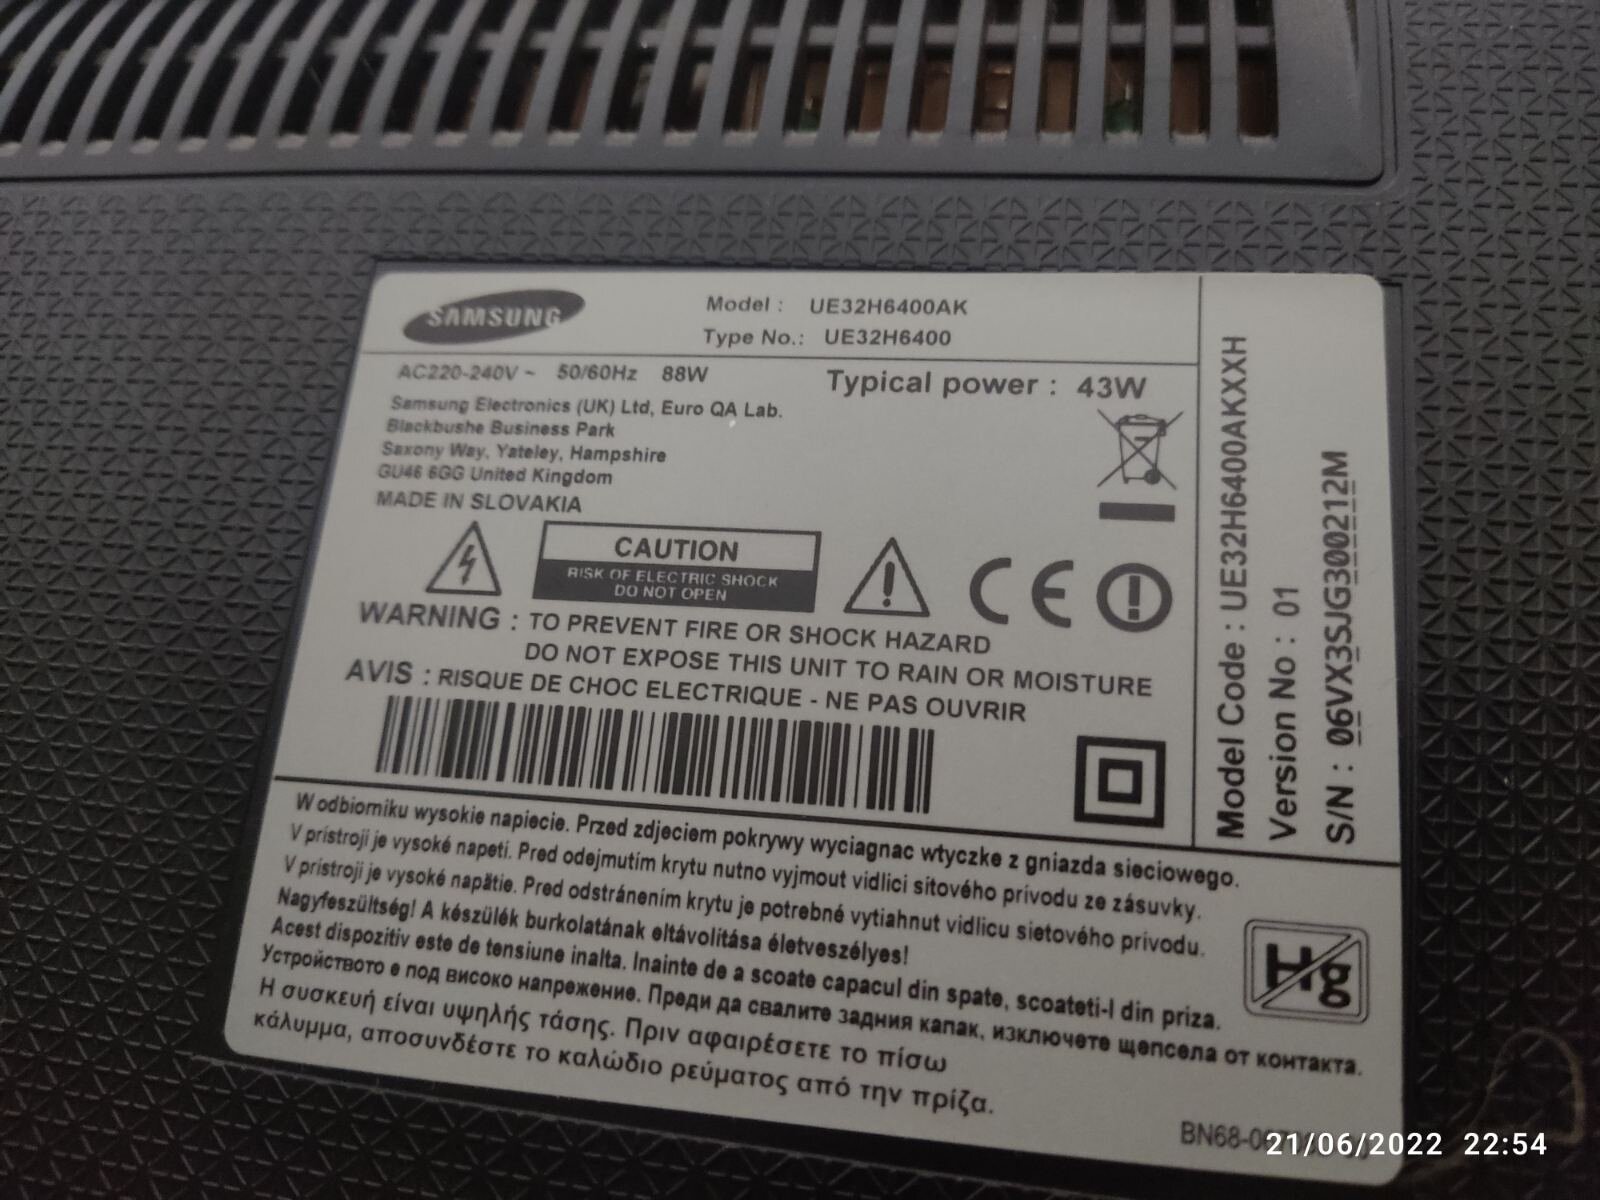 SAMSUNG
Model : UE32H6400AK
Type No.: UE32H6400
AC220-240V ~ 50/60Hz 88W
Typical power : 43W
Samsung Electronics (UK) Ltd, Euro QA Lab.
Blackbushe Business Park
Saxony Way, Yateley, Hampshire
GU46 6GG United Kingdom
MADE IN SLOVAKIA
CAUTION
RISK OF ELECTRIC SHOCK
DO NOT OPEN
CE
WARNING : TO PREVENT FIRE OR SHOCK HAZARD
DO NOT EXPOSE THIS UNIT TO RAIN OR MOISTURE
AVIS : RISQUE DE CHOC ELECTRIQUE - NE PAS OUVRIR
Model Code : UE32H6400AKXXH
Version No : 01
S/N : 06VX3SJG300212M
W odbiorniku wysokie napiecie. Przed zdjeciem pokrywy wyciagnac wtyczke z gniazda sieciowego.
V prístroji je vysoké napetí. Pred odejmutím krytu nutno vyjmout vidlici sítového prívodu ze zásuvky.
V prístroji je vysoké napätie. Pred odstránením krytu je potrebné vytiahnut vidlicu sietového prívodu.
Nagyfeszültség! A készülék burkolatának eltávolítása életveszélyes!
Acest dispozitiv este de tensiune inalta. Inainte de a scoate capacul din spate, scoateti-l din priza.
Устройството е под високо напрежение. Преди да свалите задния капак, изключете щепсела от контакта.
Η συσκευή είναι υψηλής τάσης. Πριν αφαιρέσετε το πίσω
κάλυμμα, αποσυνδέστε το καλώδιο ρεύματος από την πρίζα.
Hg
21/06/2022 22:54